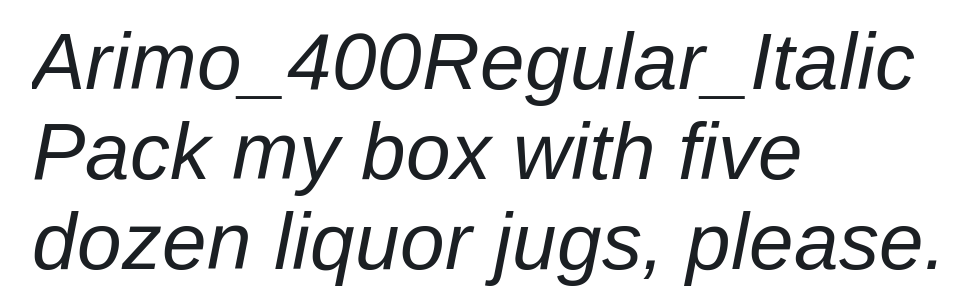 Arimo_400Regular_Italic
Pack my box with five
dozen liquor jugs, please.